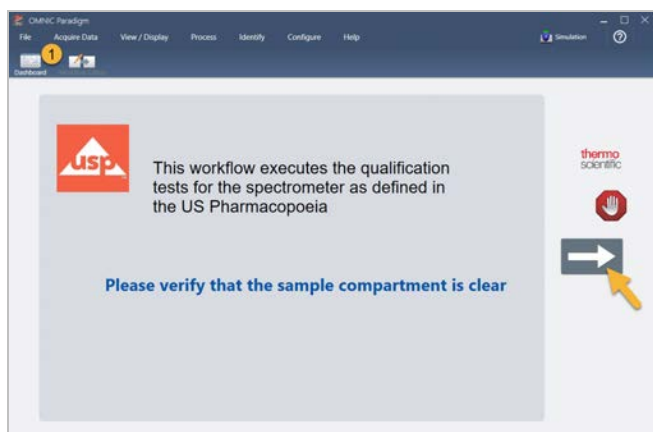 OMNIC Paradigm
File Acquire Data View / Display Process Identify Configure Help Simulation
1
Dashboard
usp
This workflow executes the qualification
tests for the spectrometer as defined in
the US Pharmacopoeia
Please verify that the sample compartment is clear
thermo
scientific